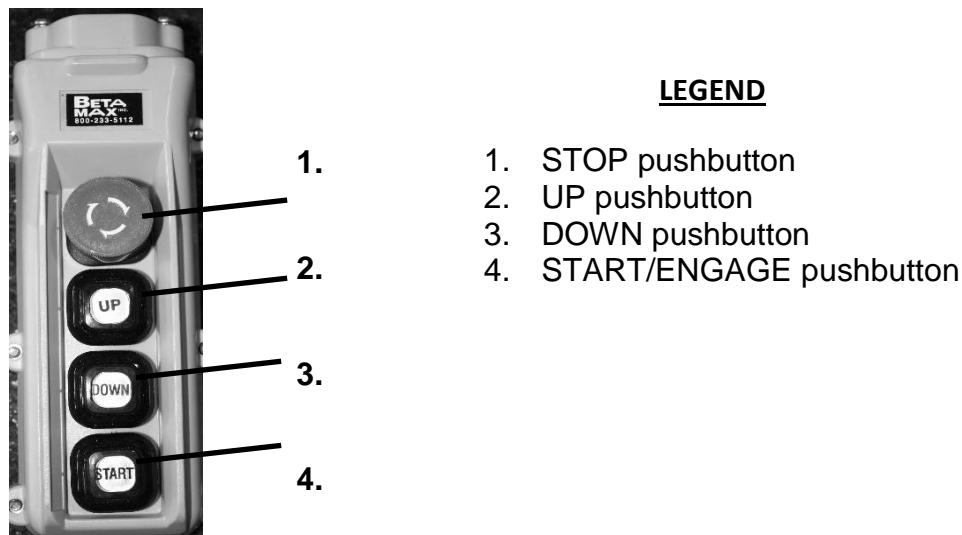 BETA
MAX INC.
800-233-5112
UP
DOWN
START
1.
2.
3.
4.
LEGEND
1. STOP pushbutton
2. UP pushbutton
3. DOWN pushbutton
4. START/ENGAGE pushbutton